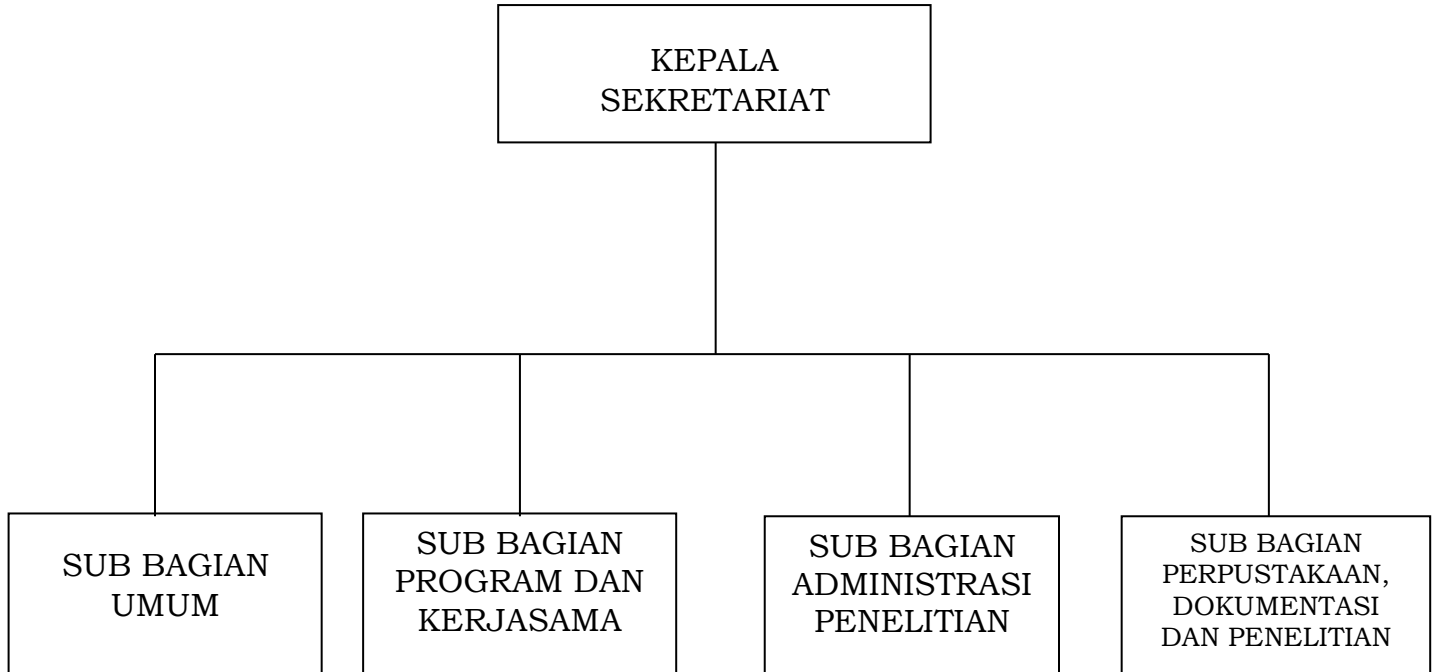 KEPALA
SEKRETARIAT
SUB BAGIAN
UMUM
SUB BAGIAN
PROGRAM DAN
KERJASAMA
SUB BAGIAN
ADMINISTRASI
PENELITIAN
SUB BAGIAN
PERPUSTAKAAN,
DOKUMENTASI
DAN PENELITIAN